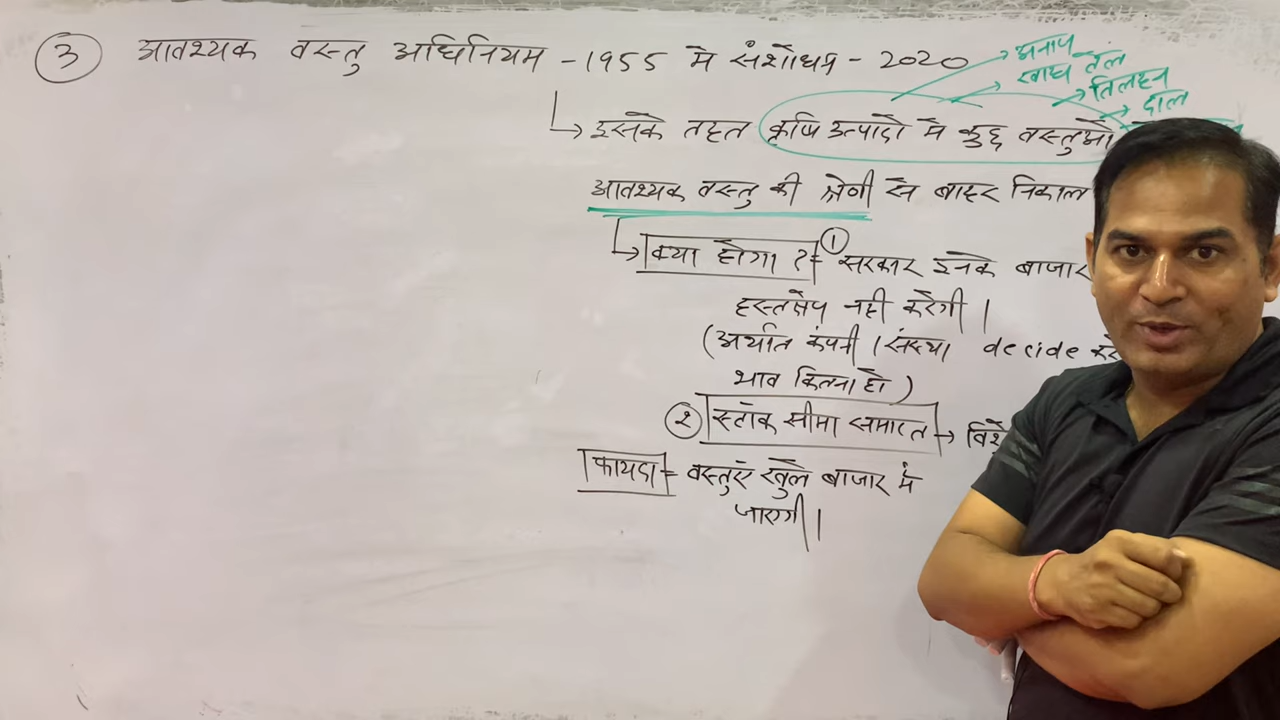 ③ आवश्यक वस्तु अधिनियम - 1955 मे संशोधन - 2020
अनाज
खाद्य तेल
तिलहन
दाल
↳ इसके तहत कृषि उत्पादो मे कुछ वस्तुओ
आवश्यक वस्तु की श्रेणी से बाहर निकाल
↳ क्या होगा ? = ① सरकार इनके बाजार
हस्तक्षेप नही करेगी ।
(अर्थात कंपनी / संस्था decide करे
भाव कितना हो )
② स्टॉक सीमा समाप्त →
फायदा = वस्तुएं खुले बाजार में
जाएगी ।